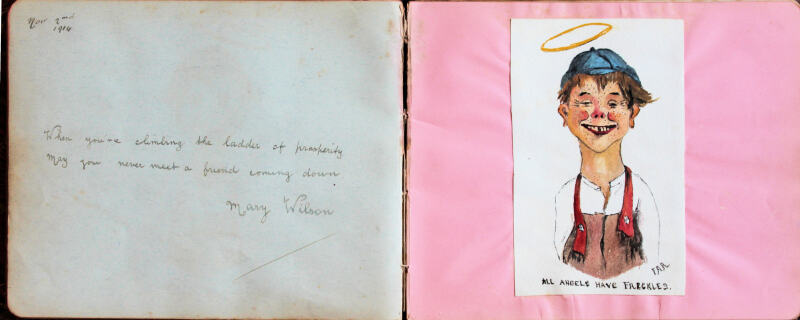 Nov 2nd
1914
When you're climbing the ladder of prosperity
May you never meet a friend coming down
Mary Wilson
ALL ANGELS HAVE FRECKLES.